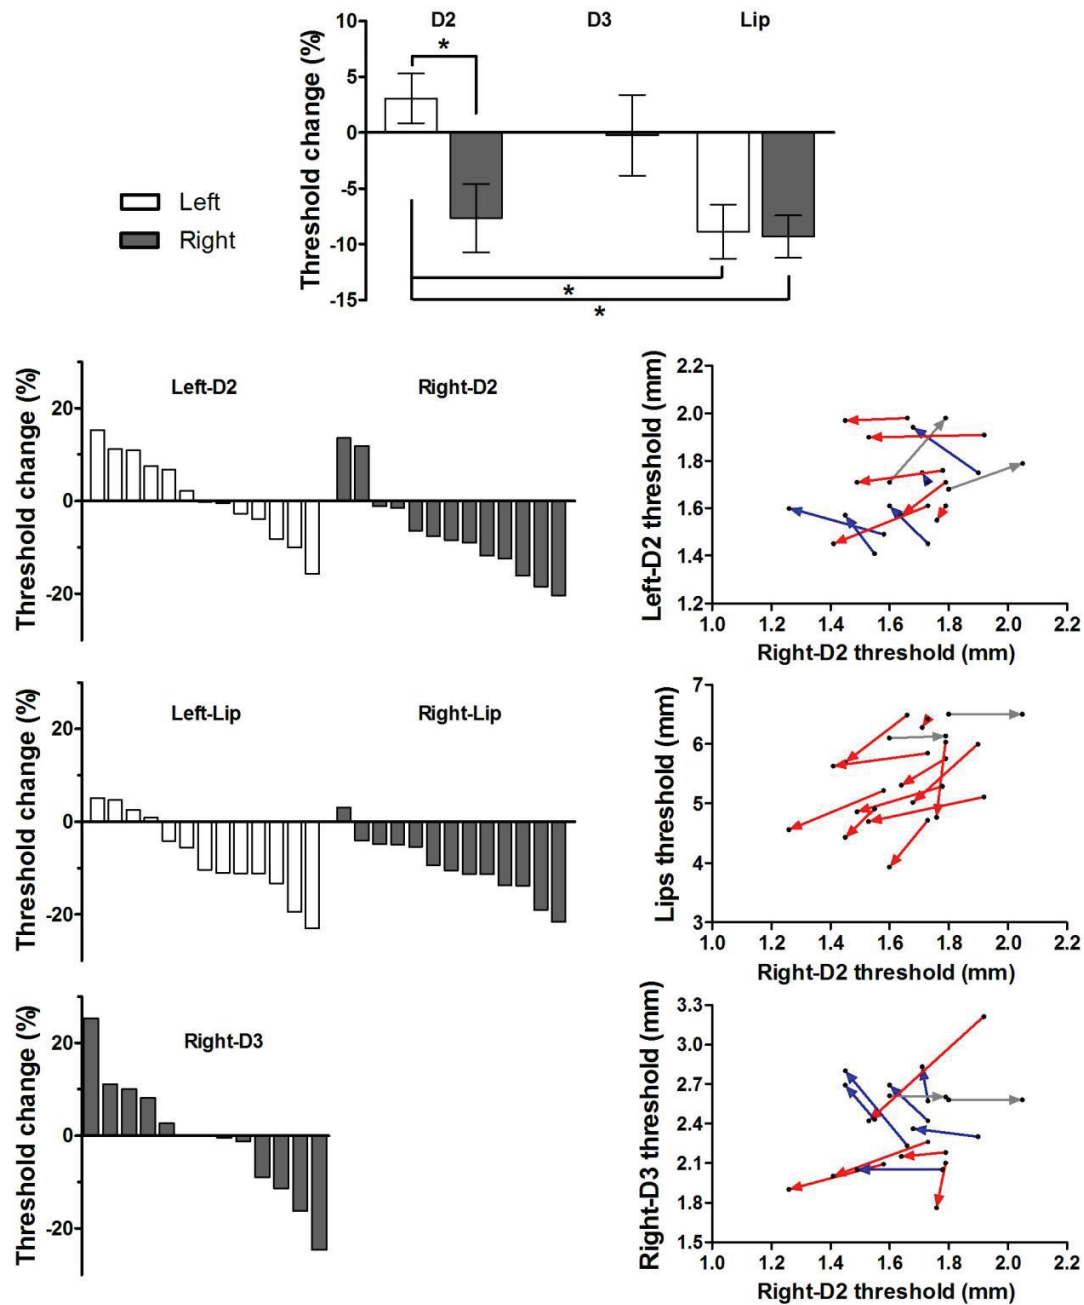 D2 D3 Lip
Threshold change (%)
10
5
0
-5
-10
-15
*
*
*
Left
Right
Threshold change (%)
20
0
-20
Left-D2 Right-D2
Left-D2 threshold (mm)
2.2
2.0
1.8
1.6
1.4
1.2
1.0 1.2 1.4 1.6 1.8 2.0 2.2
Right-D2 threshold (mm)
Threshold change (%)
20
0
-20
Left-Lip Right-Lip
Lips threshold (mm)
7
6
5
4
3
1.0 1.2 1.4 1.6 1.8 2.0 2.2
Right-D2 threshold (mm)
Threshold change (%)
20
0
-20
Right-D3
Right-D3 threshold (mm)
3.3
3.0
2.7
2.4
2.1
1.8
1.5
1.0 1.2 1.4 1.6 1.8 2.0 2.2
Right-D2 threshold (mm)